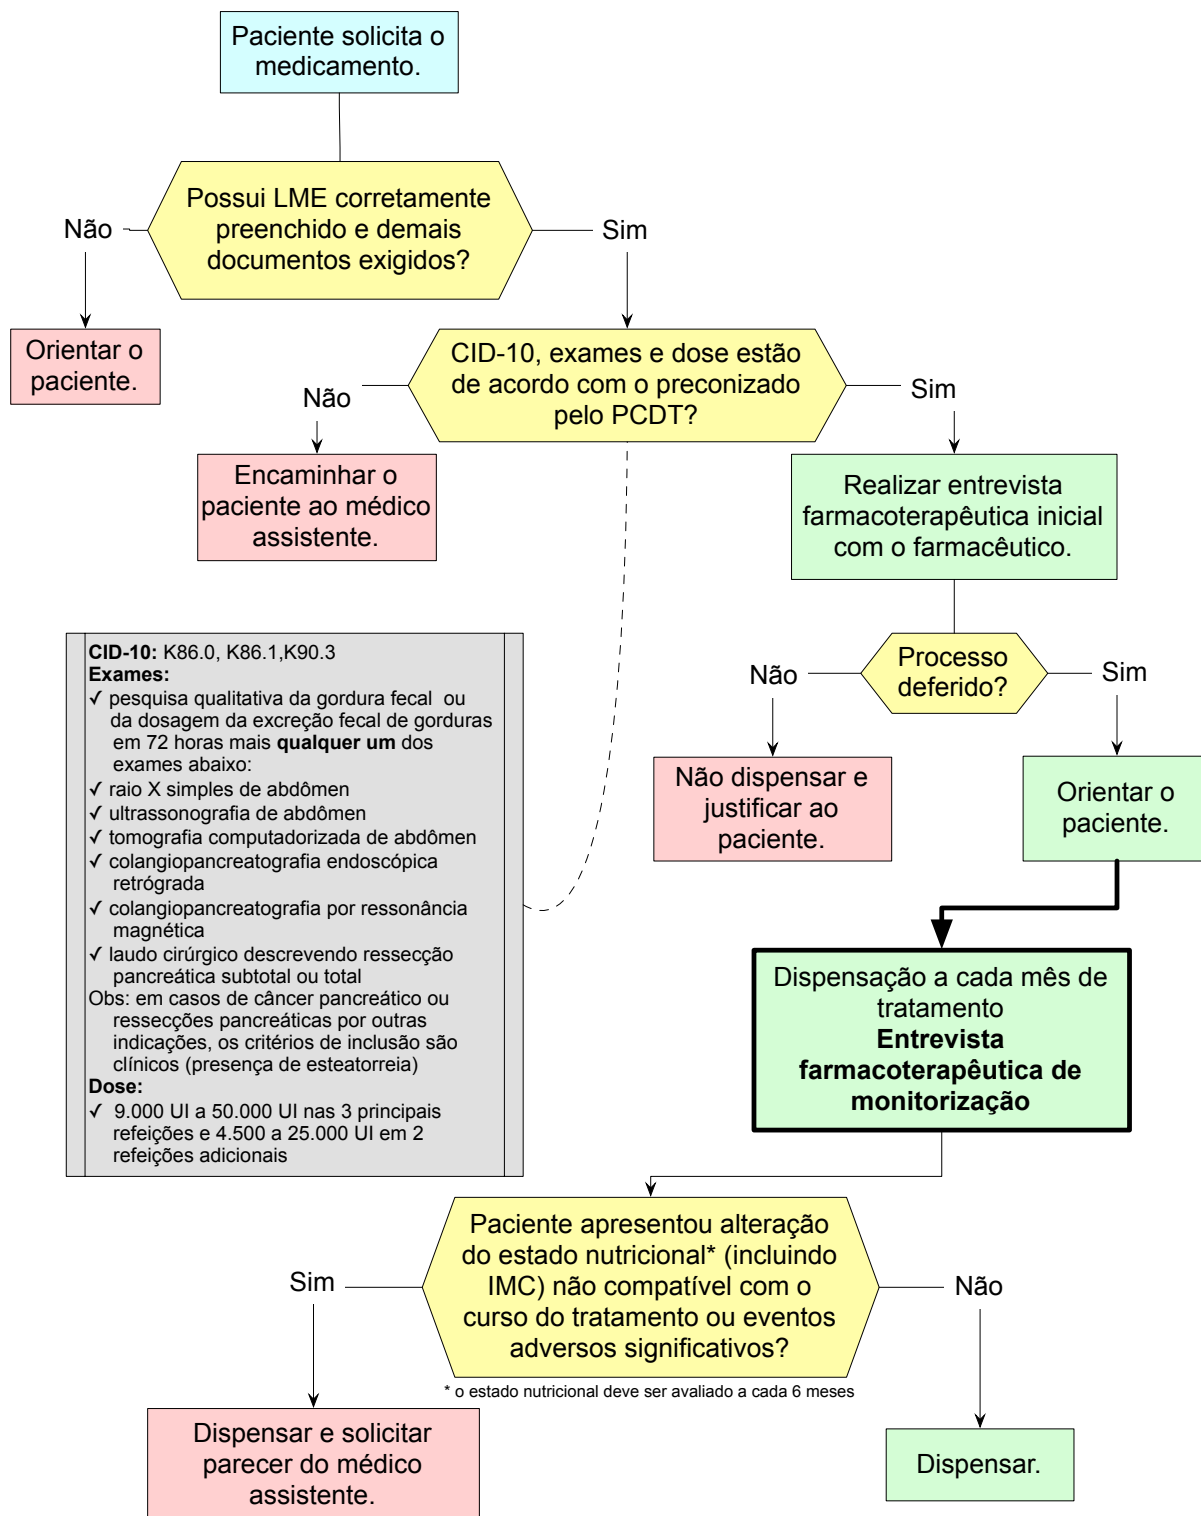 Paciente solicita o
medicamento.
Possui LME corretamente
preenchido e demais
documentos exigidos?
Não
Sim
Orientar o
paciente.
CID-10, exames e dose estão
de acordo com o preconizado
pelo PCDT?
Não
Sim
Encaminhar o
paciente ao médico
assistente.
Realizar entrevista
farmacoterapêutica inicial
com o farmacêutico.
CID-10: K86.0, K86.1,K90.3
Exames:
✓ pesquisa qualitativa da gordura fecal ou
da dosagem da excreção fecal de gorduras
em 72 horas mais qualquer um dos
exames abaixo:
✓ raio X simples de abdômen
✓ ultrassonografia de abdômen
✓ tomografia computadorizada de abdômen
✓ colangiopancreatografia endoscópica
retrógrada
✓ colangiopancreatografia por ressonância
magnética
✓ laudo cirúrgico descrevendo ressecção
pancreática subtotal ou total
Obs: em casos de câncer pancreático ou
ressecções pancreáticas por outras
indicações, os critérios de inclusão são
clínicos (presença de esteatorreia)
Dose:
✓ 9.000 UI a 50.000 UI nas 3 principais
refeições e 4.500 a 25.000 UI em 2
refeições adicionais
Processo
deferido?
Não
Sim
Não dispensar e
justificar ao
paciente.
Orientar o
paciente.
Dispensação a cada mês de
tratamento
Entrevista
farmacoterapêutica de
monitorização
Paciente apresentou alteração
do estado nutricional* (incluindo
IMC) não compatível com o
curso do tratamento ou eventos
adversos significativos?
Sim
Não
* o estado nutricional deve ser avaliado a cada 6 meses
Dispensar e solicitar
parecer do médico
assistente.
Dispensar.